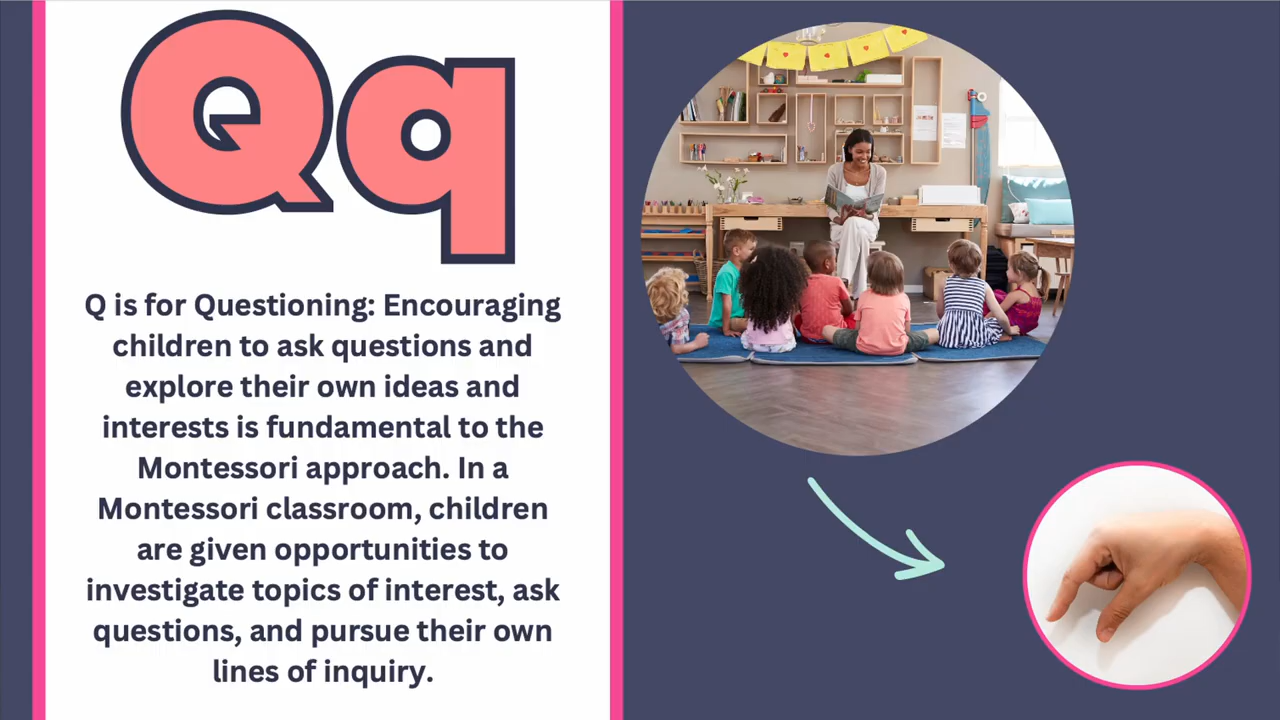 Qq
Q is for Questioning: Encouraging
children to ask questions and
explore their own ideas and
interests is fundamental to the
Montessori approach. In a
Montessori classroom, children
are given opportunities to
investigate topics of interest, ask
questions, and pursue their own
lines of inquiry.